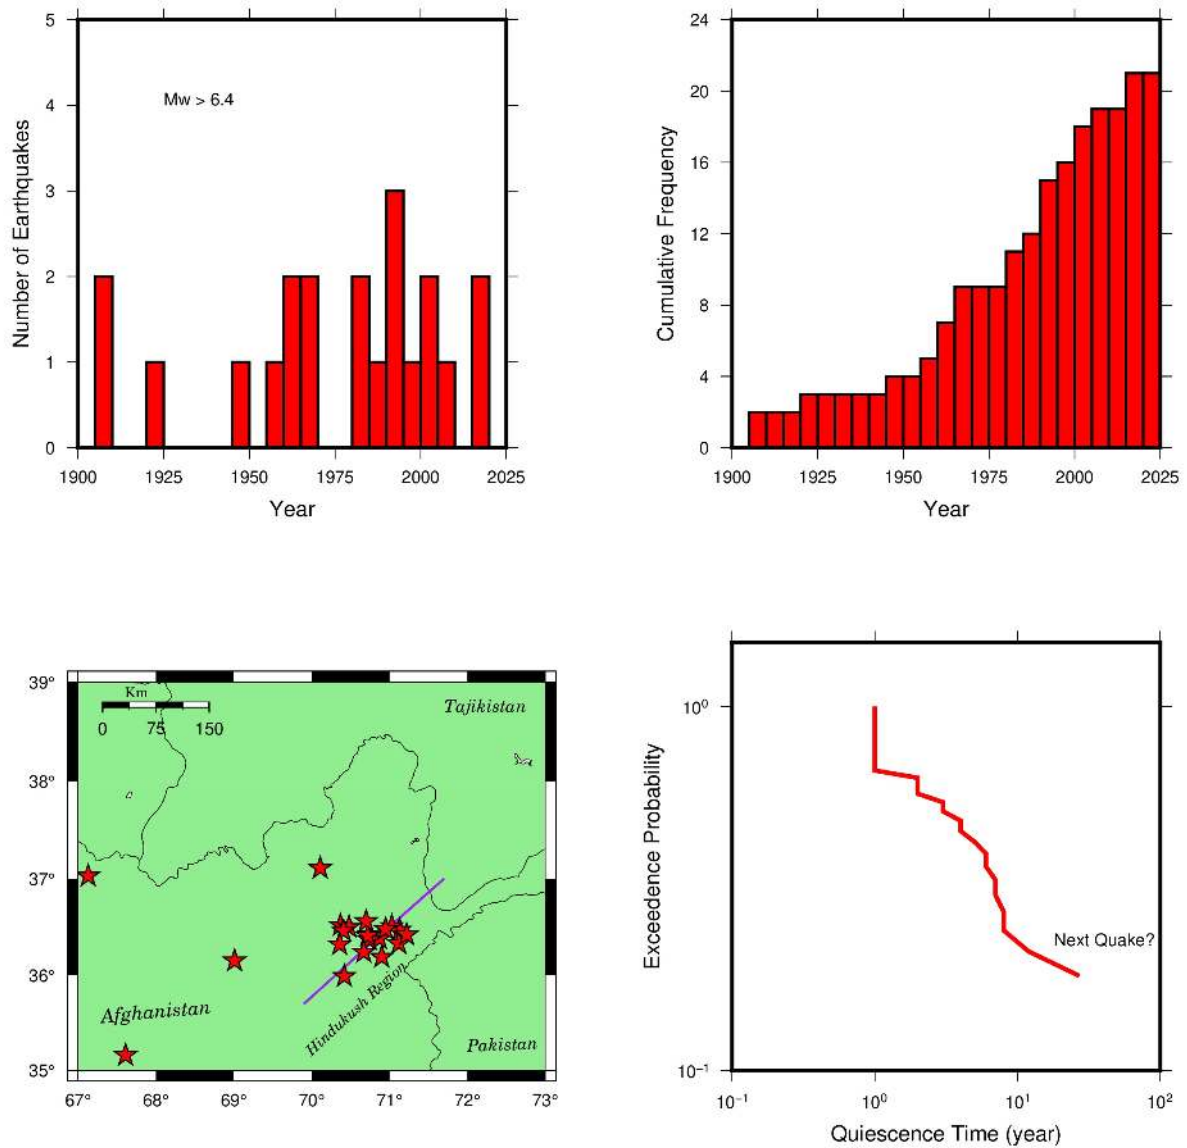 5
4
3
2
1
0
Number of Earthquakes
Mw > 6.4
1900 1925 1950 1975 2000 2025
Year
24
20
16
12
8
4
0
Cumulative Frequency
1900 1925 1950 1975 2000 2025
Year
39°
38°
37°
36°
35°
Km
0 75 150
Tajikistan
Afghanistan
Hindukush Region
Pakistan
67° 68° 69° 70° 71° 72° 73°
10⁰
10⁻¹
Exceedence Probability
Next Quake?
10⁻¹ 10⁰ 10¹ 10²
Quiescence Time (year)